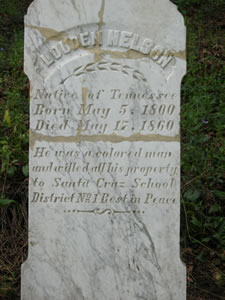 LOUDEN NELSON
Native of Tennessee
Born May 5. 1800
Died May 17. 1860
He was a colored man
and willed all his property
to Santa Cruz School
District No. 1 Rest in Peace